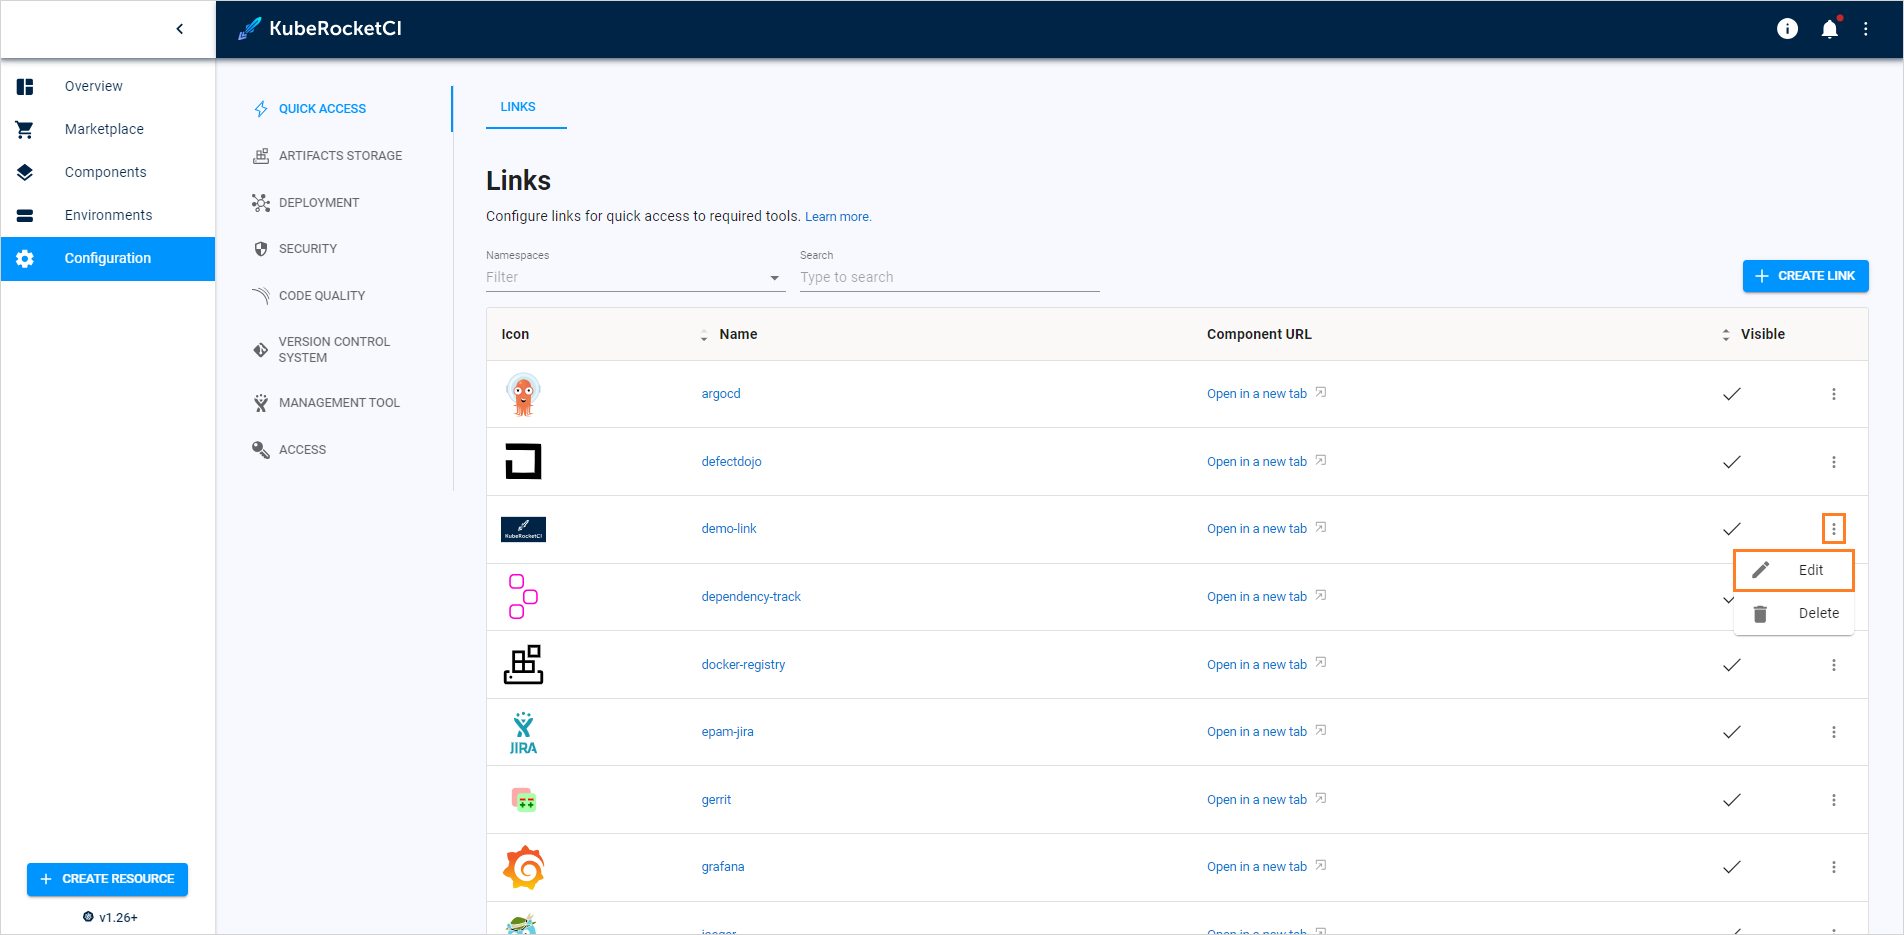 KubeRocketCI
Overview
Marketplace
Components
Environments
Configuration
CREATE RESOURCE
v1.26+
QUICK ACCESS
ARTIFACTS STORAGE
DEPLOYMENT
SECURITY
CODE QUALITY
VERSION CONTROL
SYSTEM
MANAGEMENT TOOL
ACCESS
LINKS
Links
Configure links for quick access to required tools. Learn more.
Namespaces
Filter
Search
Type to search
CREATE LINK
Icon Name Component URL Visible
argocd Open in a new tab
defectdojo Open in a new tab
KubeRocketCI demo-link Open in a new tab
Edit
dependency-track Open in a new tab
Delete
docker-registry Open in a new tab
JIRA epam-jira Open in a new tab
gerrit Open in a new tab
grafana Open in a new tab
jaeger Open in a new tab